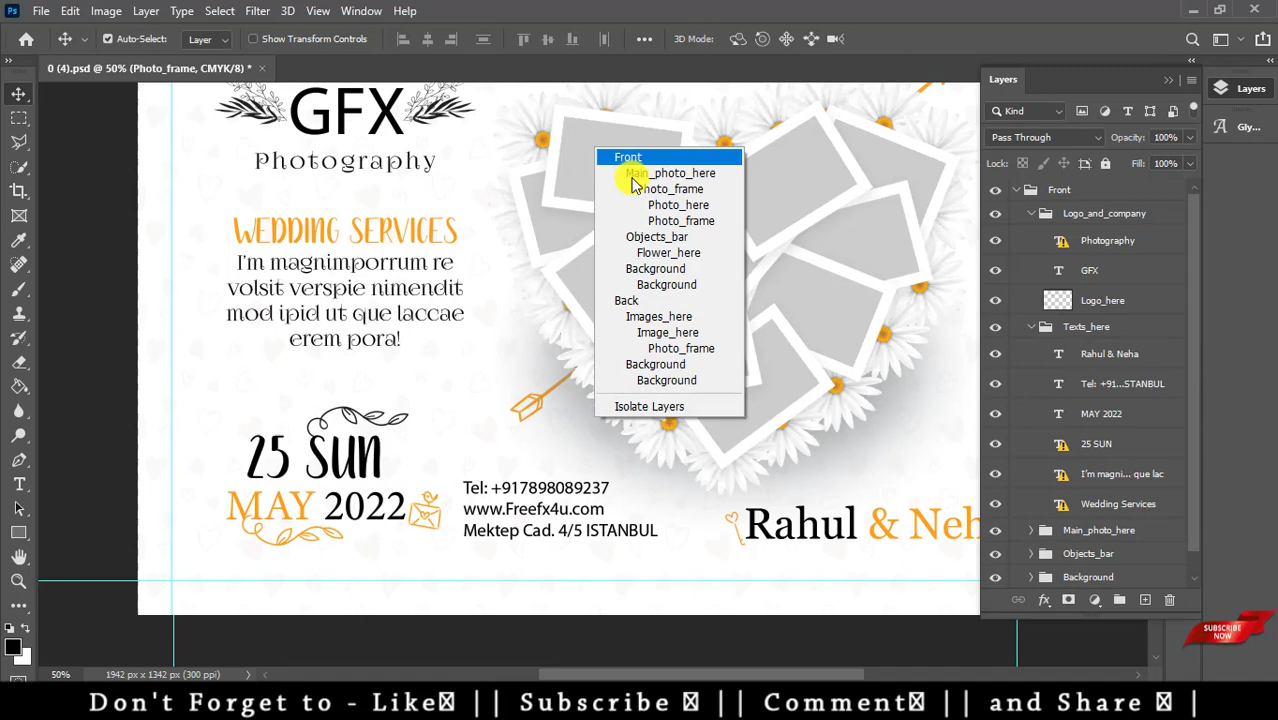 Ps File Edit Image Layer Type Select Filter 3D View Window Help
Auto-Select: Layer Show Transform Controls 3D Mode:
0 (4).psd @ 50% (Photo_frame, CMYK/8) *
GFX
Photography
WEDDING SERVICES
I'm magnimporrum re
volsit verspie nimendit
mod ipid ut que laccae
erem pora!
25 SUN
MAY 2022
Tel: +917898089237
www.Freefx4u.com
Mektep Cad. 4/5 ISTANBUL
Rahul & Neh
Front
Main_photo_here
Photo_frame
Photo_here
Photo_frame
Objects_bar
Flower_here
Background
Background
Back
Images_here
Image_here
Photo_frame
Background
Background
Isolate Layers
Layers
Kind
Pass Through Opacity: 100%
Lock: Fill: 100%
Front
Logo_and_company
Photography
GFX
Logo_here
Texts_here
Rahul & Neha
Tel: +91...STANBUL
MAY 2022
25 SUN
I'm magni... que lac
Wedding Services
Main_photo_here
Objects_bar
Background
Layers
Gly...
50% 1942 px x 1342 px (300 ppi)
SUBSCRIBE
NOW
Don't Forget to - Like || Subscribe || Comment || and Share |